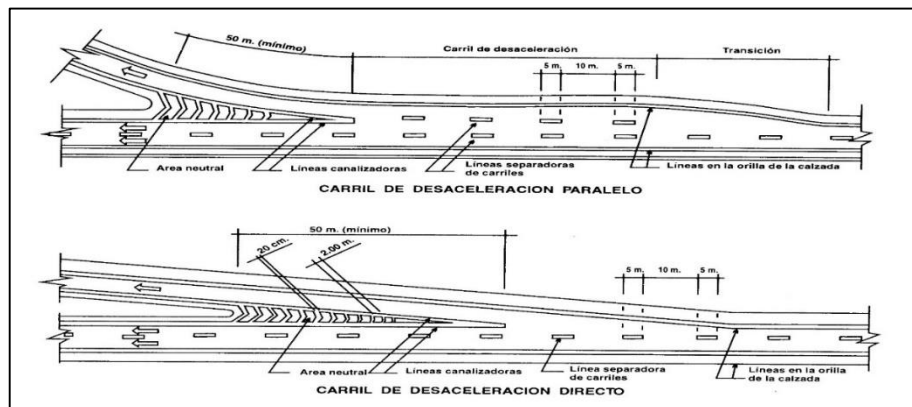 50 m. (mínimo)
Carril de desaceleración
Transición
5 m. 10 m. 5 m.
Area neutral
Líneas canalizadoras
Líneas separadoras
de carriles
Líneas en la orilla de la calzada
CARRIL DE DESACELERACION PARALELO
50 m. (mínimo)
20 cm.
2.00 m.
5 m. 10 m. 5 m.
Area neutral
Líneas canalizadoras
Línea separadora
de carriles
Líneas en la orilla
de la calzada
CARRIL DE DESACELERACION DIRECTO